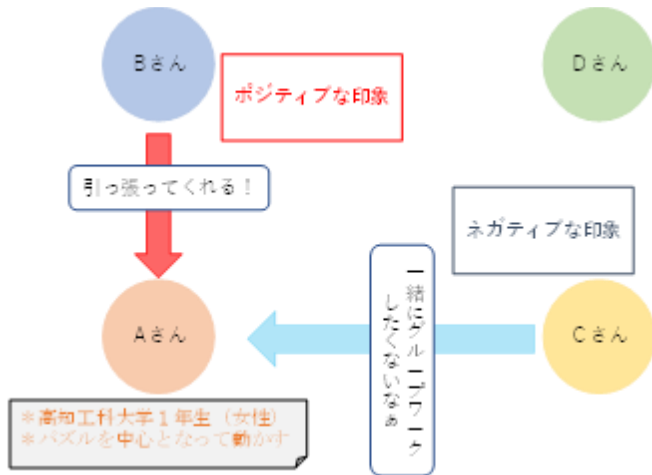 Bさん
Dさん
ポジティブな印象
引っ張ってくれる！
ネガティブな印象
一緒にグループワーク
したくないなぁ
Aさん
Cさん
＊高知工科大学１年生（女性）
＊パズルを中心となって動かす